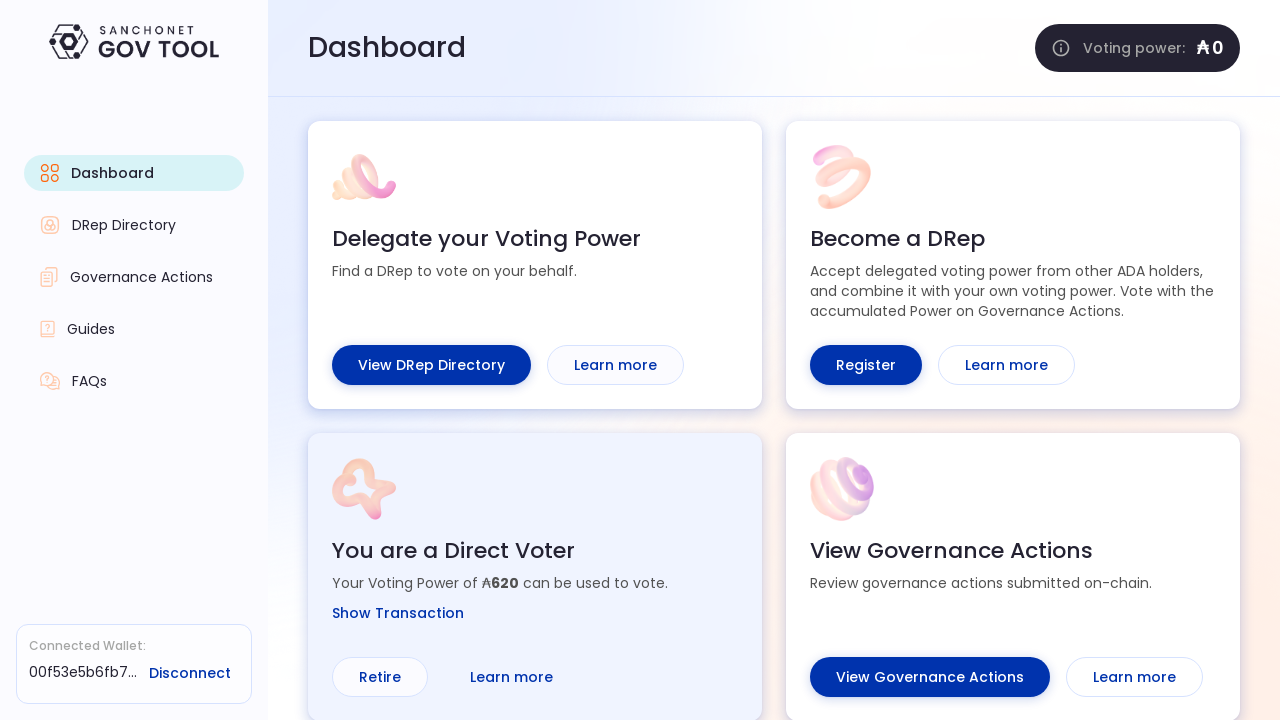 SANCHONET
GOV TOOL
Dashboard
DRep Directory
Governance Actions
Guides
FAQs
Connected Wallet:
00f53e5b6fb7...
Disconnect
Dashboard
Voting power: ₳0
Delegate your Voting Power
Find a DRep to vote on your behalf.
View DRep Directory
Learn more
Become a DRep
Accept delegated voting power from other ADA holders,
and combine it with your own voting power. Vote with the
accumulated Power on Governance Actions.
Register
Learn more
You are a Direct Voter
Your Voting Power of ₳620 can be used to vote.
Show Transaction
Retire
Learn more
View Governance Actions
Review governance actions submitted on-chain.
View Governance Actions
Learn more